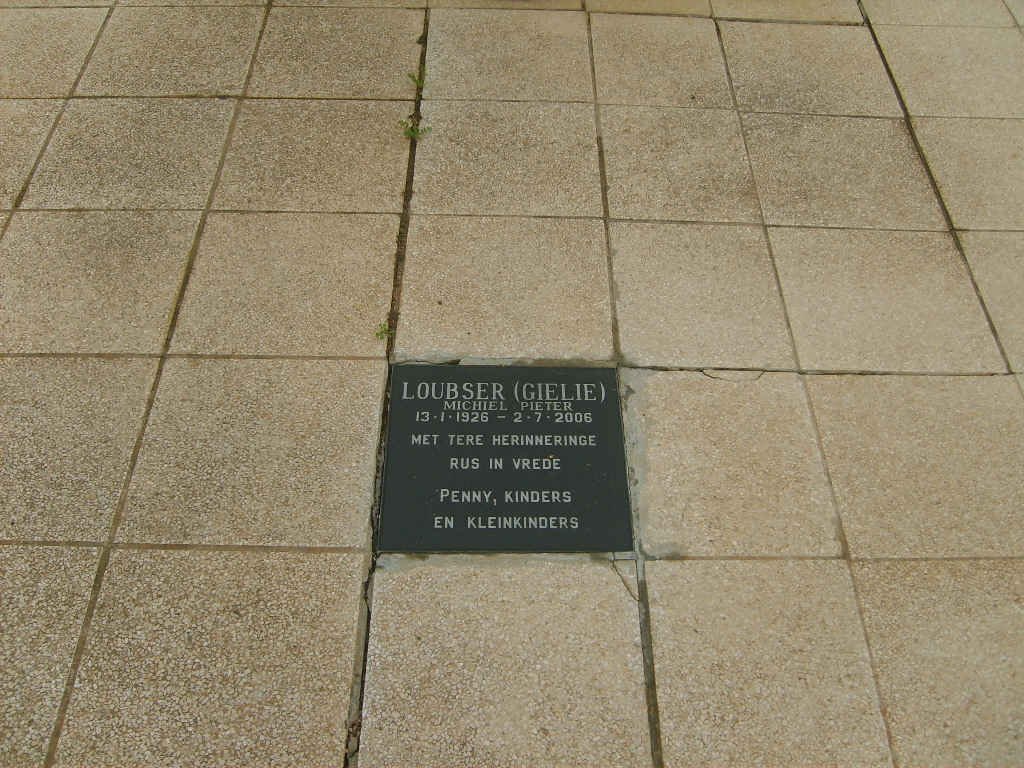 LOUBSER (GIELIE)
MICHIEL PIETER
13·1·1926 – 2·7·2006
MET TERE HERINNERINGE
RUS IN VREDE
PENNY, KINDERS
EN KLEINKINDERS